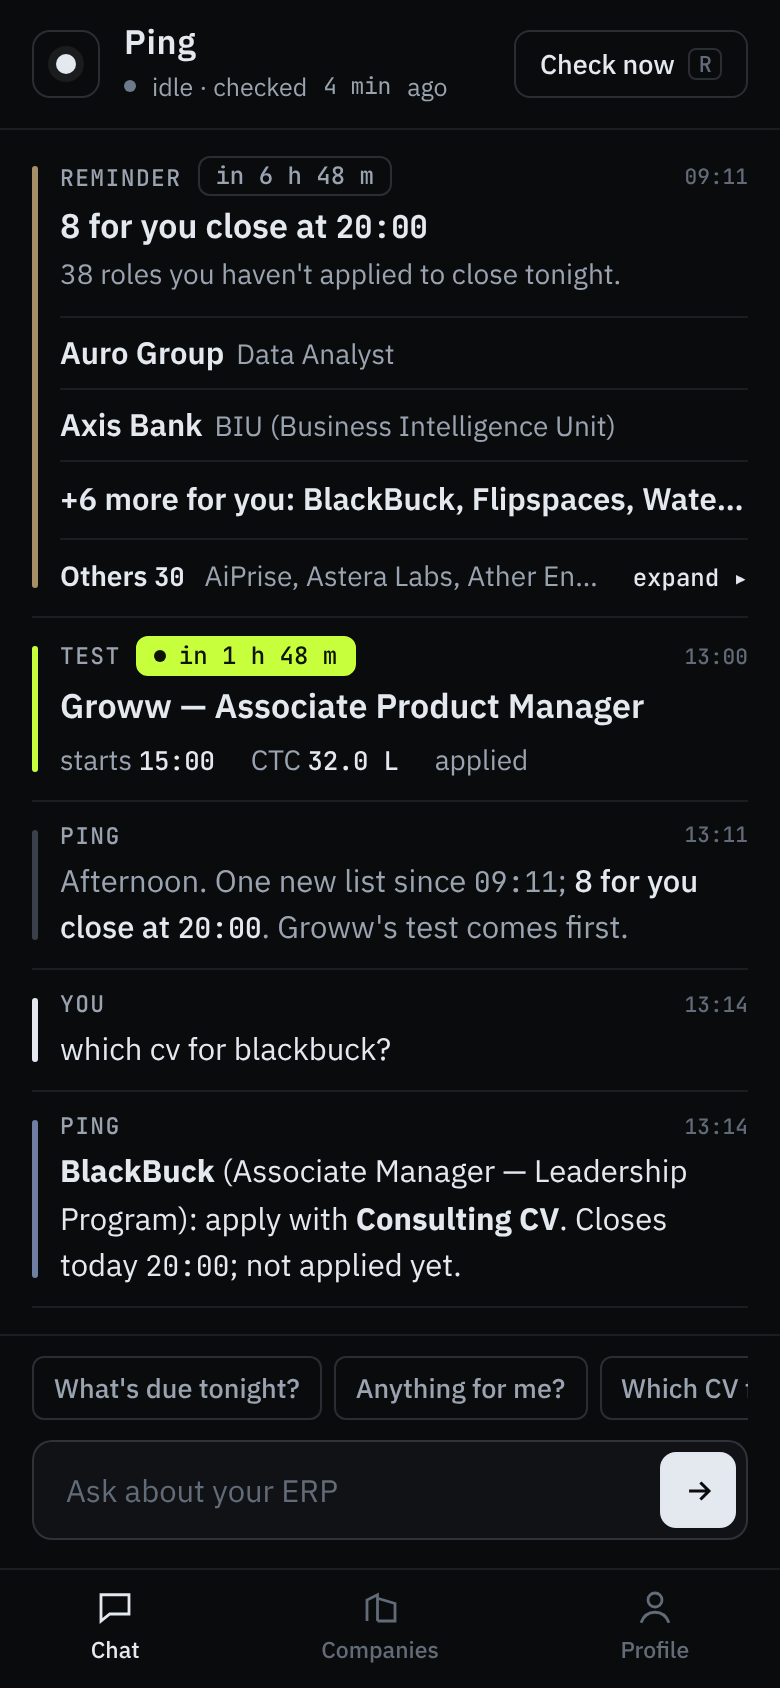 Ping
idle · checked 4 min ago
Check now R
REMINDER in 6 h 48 m 09:11
8 for you close at 20:00
38 roles you haven't applied to close tonight.
Auro Group Data Analyst
Axis Bank BIU (Business Intelligence Unit)
+6 more for you: BlackBuck, Flipspaces, Wate...
Others 30 AiPrise, Astera Labs, Ather En... expand ▸
TEST in 1 h 48 m 13:00
Groww — Associate Product Manager
starts 15:00 CTC 32.0 L applied
PING 13:11
Afternoon. One new list since 09:11; 8 for you
close at 20:00. Groww's test comes first.
YOU 13:14
which cv for blackbuck?
PING 13:14
BlackBuck (Associate Manager — Leadership
Program): apply with Consulting CV. Closes
today 20:00; not applied yet.
What's due tonight? Anything for me? Which CV
Ask about your ERP →
Chat Companies Profile